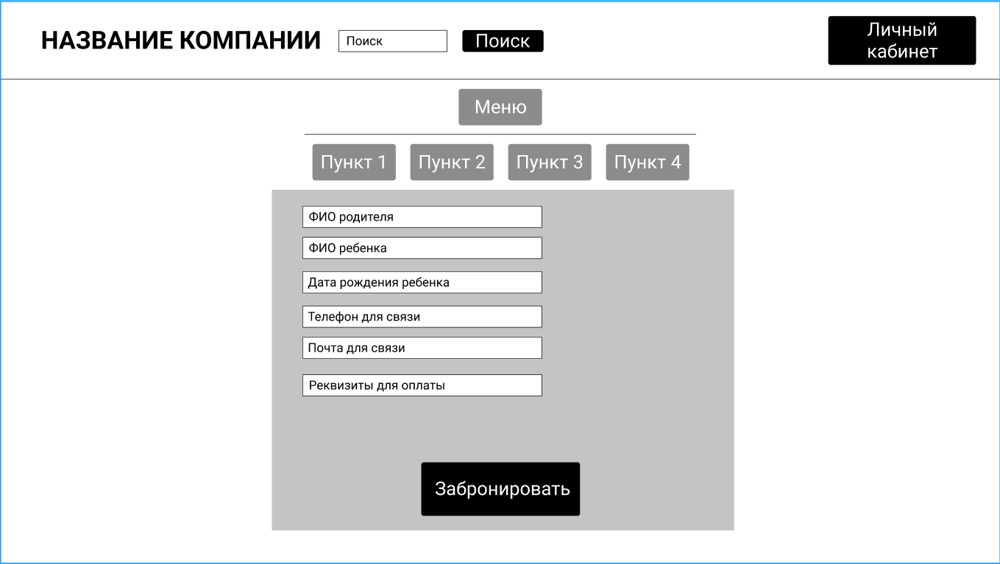 НАЗВАНИЕ КОМПАНИИ
Поиск
Поиск
Личный
кабинет
Меню
Пункт 1
Пункт 2
Пункт 3
Пункт 4
ФИО родителя
ФИО ребенка
Дата рождения ребенка
Телефон для связи
Почта для связи
Реквизиты для оплаты
Забронировать